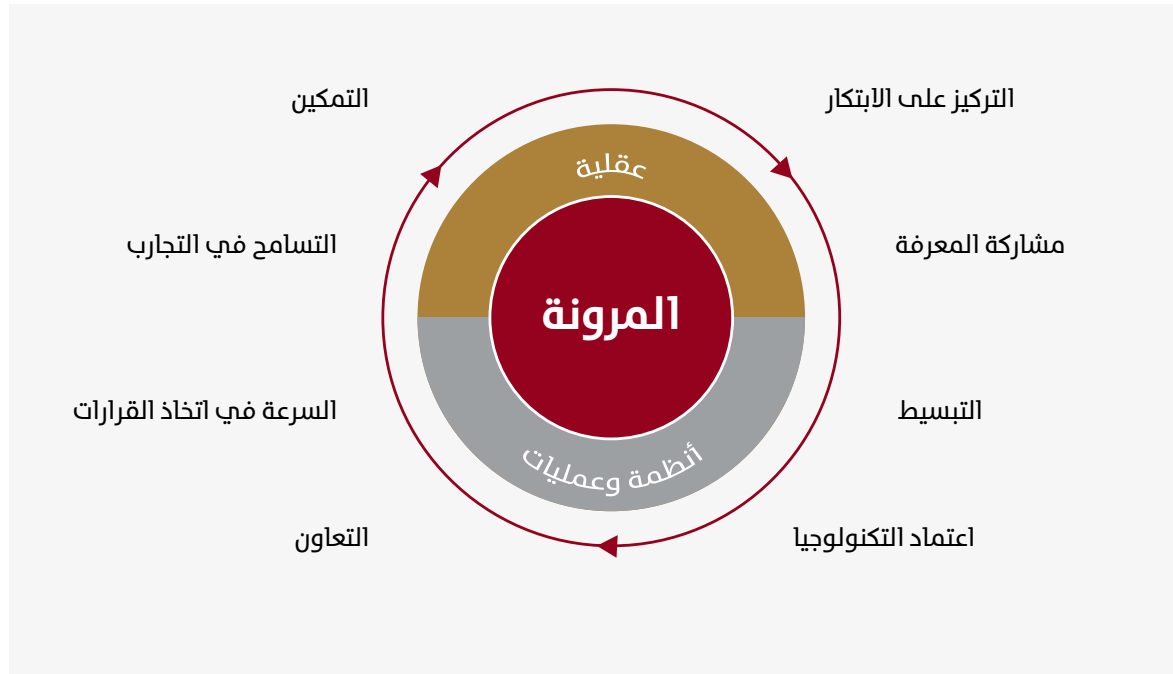 التركيز على الابتكار
التمكين
عقلية
مشاركة المعرفة
التسامح في التجارب
المرونة
التبسيط
السرعة في اتخاذ القرارات
أنظمة وعمليات
اعتماد التكنولوجيا
التعاون